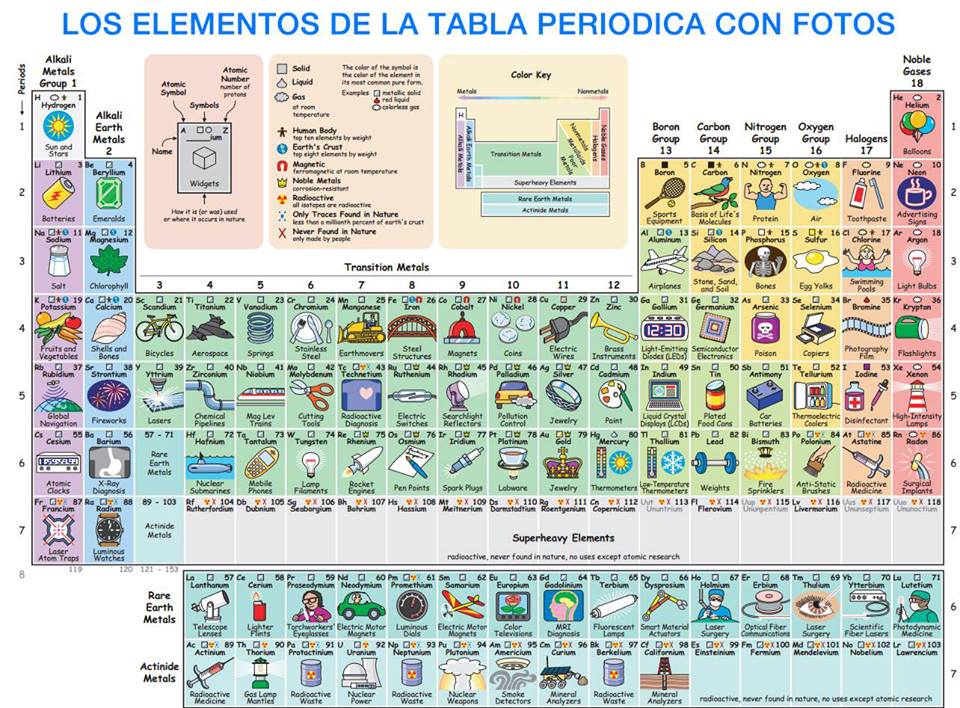 LOS ELEMENTOS DE LA TABLA PERIODICA CON FOTOS
Alkali
Metals
Group 1
Noble
Gases
18
Periods
Atomic
Symbol
Atomic
Number
number of
protons
Symbols
Name
Widgets
How it is (or was) used
or where it occurs in nature
Solid
Liquid
Gas
at room
temperature
The color of the symbol is
the color of the element in
its most common pure form.
Examples
metallic solid
red liquid
colorless gas
Human Body
top ten elements by weight
Earth's Crust
top eight elements by weight
Magnetic
ferromagnetic at room temperature
Noble Metals
corrosion-resistant
Radioactive
all isotopes are radioactive
Only Traces Found in Nature
less than a millionth percent of earth's crust
Never Found in Nature
only made by people
Color Key
Metals Nonmetals
Alkali Metals
Alkali Earth Metals
Transition Metals
Poor Metals
Metalloids
Nonmetals
Halogens
Noble Gases
Superheavy Elements
Rare Earth Metals
Actinide Metals
Alkali
Earth
Metals
2
Boron
Group
13
Carbon
Group
14
Nitrogen
Group
15
Oxygen
Group
16
Halogens
17
1
H 1
Hydrogen
Sun and
Stars
He 2
Helium
Balloons
1
2
Li 3
Lithium
Batteries
Be 4
Beryllium
Emeralds
B 5
Boron
Sports
Equipment
C 6
Carbon
Basis of Life's
Molecules
N 7
Nitrogen
Protein
O 8
Oxygen
Air
F 9
Fluorine
Toothpaste
Ne 10
Neon
Advertising
Signs
2
3
Na 11
Sodium
Salt
Mg 12
Magnesium
Chlorophyll
Al 13
Aluminum
Airplanes
Si 14
Silicon
Stone, Sand,
and Soil
P 15
Phosphorus
Bones
S 16
Sulfur
Egg Yolks
Cl 17
Chlorine
Swimming
Pools
Ar 18
Argon
Light Bulbs
3
Transition Metals
3 4 5 6 7 8 9 10 11 12
4
K 19
Potassium
Fruits and
Vegetables
Ca 20
Calcium
Shells and
Bones
Sc 21
Scandium
Bicycles
Ti 22
Titanium
Aerospace
V 23
Vanadium
Springs
Cr 24
Chromium
Stainless
Steel
Mn 25
Manganese
Earthmovers
Fe 26
Iron
Steel
Structures
Co 27
Cobalt
Magnets
Ni 28
Nickel
Coins
Cu 29
Copper
Electric
Wires
Zn 30
Zinc
Brass
Instruments
Ga 31
Gallium
12:30
Light-Emitting
Diodes (LEDs)
Ge 32
Germanium
Semiconductor
Electronics
As 33
Arsenic
Poison
Se 34
Selenium
Copiers
Br 35
Bromine
Photography
Film
Kr 36
Krypton
Flashlights
4
5
Rb 37
Rubidium
Global
Navigation
Sr 38
Strontium
Fireworks
Y 39
Yttrium
Lasers
Zr 40
Zirconium
Chemical
Pipelines
Nb 41
Niobium
Mag Lev
Trains
Mo 42
Molybdenum
Cutting
Tools
Tc 43
Technetium
Radioactive
Diagnosis
Ru 44
Ruthenium
Electric
Switches
Rh 45
Rhodium
Searchlight
Reflectors
Pd 46
Palladium
Pollution
Control
Ag 47
Silver
Jewelry
Cd 48
Cadmium
Paint
In 49
Indium
Liquid Crystal
Displays (LCDs)
Sn 50
Tin
Plated
Food Cans
Sb 51
Antimony
Car
Batteries
Te 52
Tellurium
Thermoelectric
Coolers
I 53
Iodine
Disinfectant
Xe 54
Xenon
High-Intensity
Lamps
5
6
Cs 55
Cesium
Atomic
Clocks
Ba 56
Barium
X-Ray
Diagnosis
57 - 71
Rare
Earth
Metals
Hf 72
Hafnium
Nuclear
Submarines
Ta 73
Tantalum
Mobile
Phones
W 74
Tungsten
Lamp
Filaments
Re 75
Rhenium
Rocket
Engines
Os 76
Osmium
Pen Points
Ir 77
Iridium
Spark Plugs
Pt 78
Platinum
Labware
Au 79
Gold
Jewelry
Hg 80
Mercury
Thermometers
Tl 81
Thallium
Low-Temperature
Thermometers
Pb 82
Lead
Weights
Bi 83
Bismuth
Fire
Sprinklers
Po 84
Polonium
Anti-Static
Brushes
At 85
Astatine
Radioactive
Medicine
Rn 86
Radon
Surgical
Implants
6
7
Fr 87
Francium
Laser
Atom Traps
Ra 88
Radium
Luminous
Watches
89 - 103
Actinide
Metals
Rf 104
Rutherfordium
Db 105
Dubnium
Sg 106
Seaborgium
Bh 107
Bohrium
Hs 108
Hassium
Mt 109
Meitnerium
Ds 110
Darmstadtium
Rg 111
Roentgenium
Cn 112
Copernicium
Uut 113
Ununtrium
Fl 114
Flerovium
Uup 115
Ununpentium
Lv 116
Livermorium
Uus 117
Ununseptium
Uuo 118
Ununoctium
7
Superheavy Elements
radioactive, never found in nature, no uses except atomic research
8 119 120 121 - 153
Rare
Earth
Metals
La 57
Lanthanum
Telescope
Lenses
Ce 58
Cerium
Lighter
Flints
Pr 59
Praseodymium
Torchworkers'
Eyeglasses
Nd 60
Neodymium
Electric Motor
Magnets
Pm 61
Promethium
Luminous
Dials
Sm 62
Samarium
Electric Motor
Magnets
Eu 63
Europium
Color
Televisions
Gd 64
Gadolinium
MRI
Diagnosis
Tb 65
Terbium
Fluorescent
Lamps
Dy 66
Dysprosium
Smart Material
Actuators
Ho 67
Holmium
Laser
Surgery
Er 68
Erbium
Optical Fiber
Communications
Tm 69
Thulium
Laser
Surgery
Yb 70
Ytterbium
Scientific
Fiber Lasers
Lu 71
Lutetium
Photodynamic
Medicine
6
Actinide
Metals
Ac 89
Actinium
Radioactive
Medicine
Th 90
Thorium
Gas Lamp
Mantles
Pa 91
Protactinium
Radioactive
Waste
U 92
Uranium
Nuclear
Power
Np 93
Neptunium
Radioactive
Waste
Pu 94
Plutonium
Nuclear
Weapons
Am 95
Americium
Smoke
Detectors
Cm 96
Curium
Mineral
Analyzers
Bk 97
Berkelium
Radioactive
Waste
Cf 98
Californium
Mineral
Analyzers
Es 99
Einsteinium
Fm 100
Fermium
Md 101
Mendelevium
No 102
Nobelium
Lr 103
Lawrencium
7
radioactive, never found in nature, no uses except atomic research